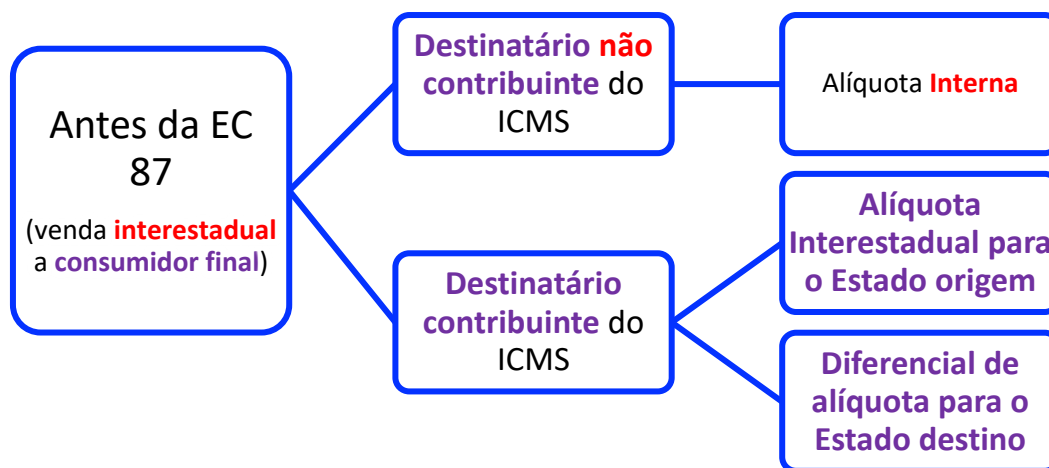 Antes da EC
87
(venda interestadual
a consumidor final)
Destinatário não
contribuinte do
ICMS
Alíquota Interna
Destinatário
contribuinte do
ICMS
Alíquota
Interestadual para
o Estado origem
Diferencial de
alíquota para o
Estado destino